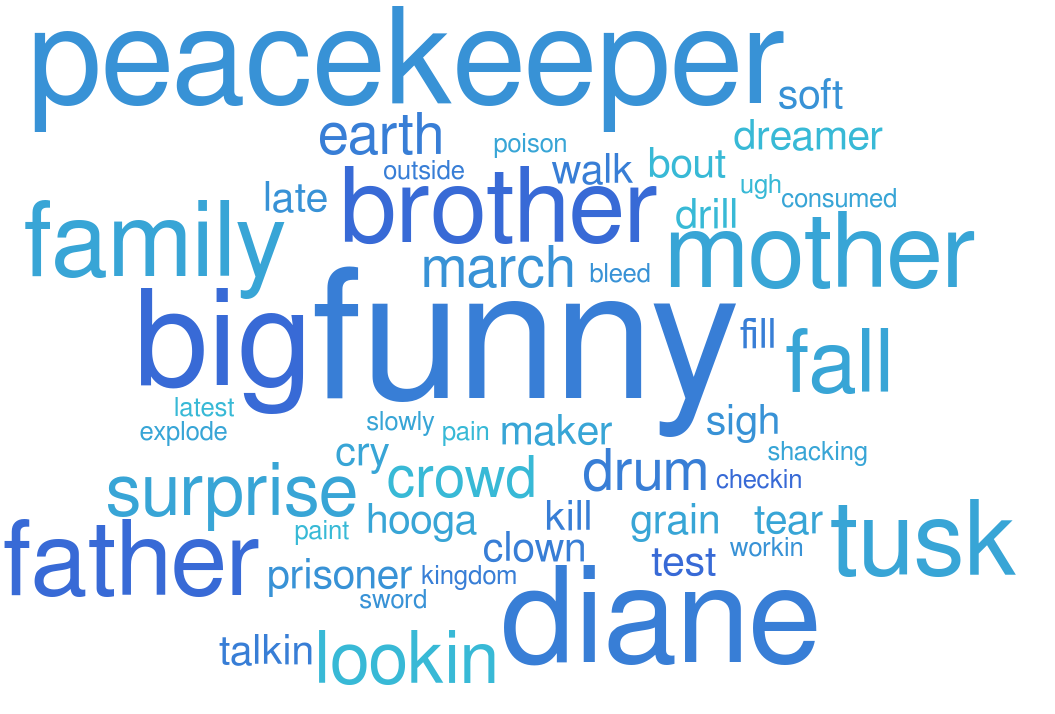 peacekeeper
soft
earth
poison
dreamer
outside
walk
bout
late
brother
ugh
consumed
family
drill
mother
march
bleed
big
funny
fill
fall
latest
slowly
sigh
explode
pain
maker
cry
shacking
surprise
crowd
drum
checkin
paint
hooga
kill
grain
tear
tusk
father
clown
workin
prisoner
kingdom
test
sword
diane
talkin
lookin